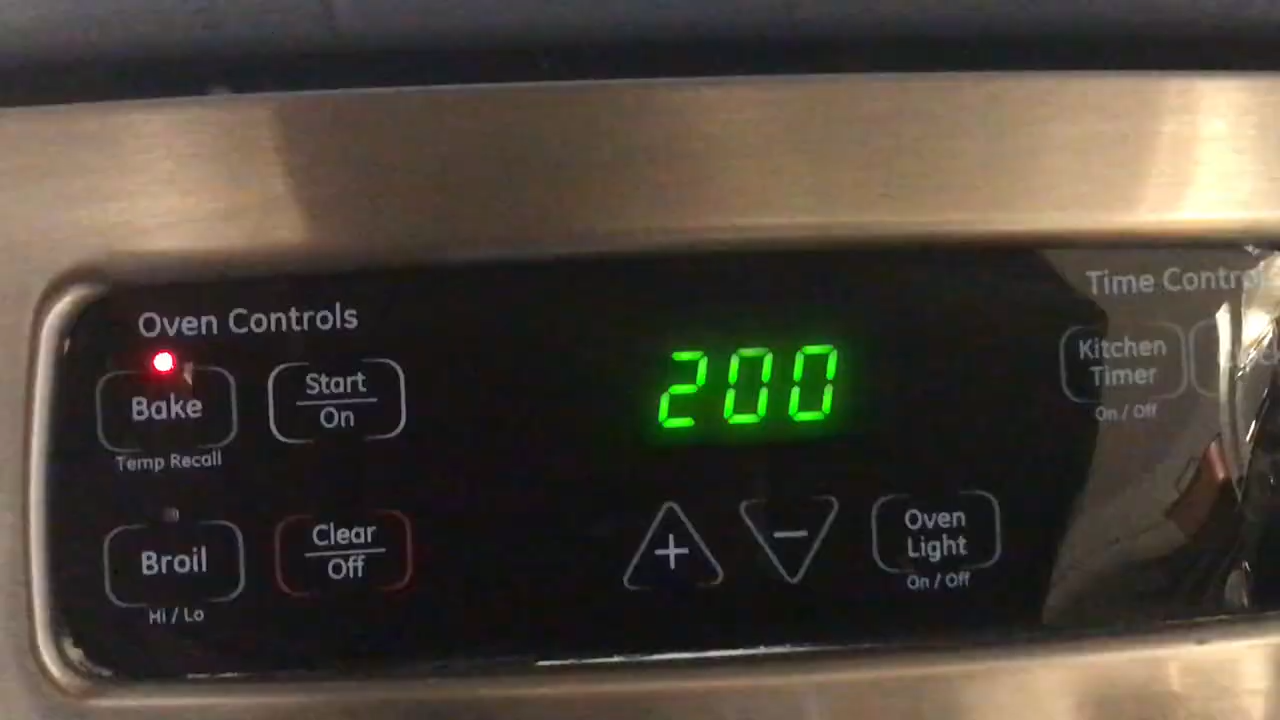 Oven Controls
Time Control
Bake
Temp Recall
Start
On
200
Kitchen
Timer
On / Off
Broil
Hi / Lo
Clear
Off
+
−
Oven
Light
On / Off